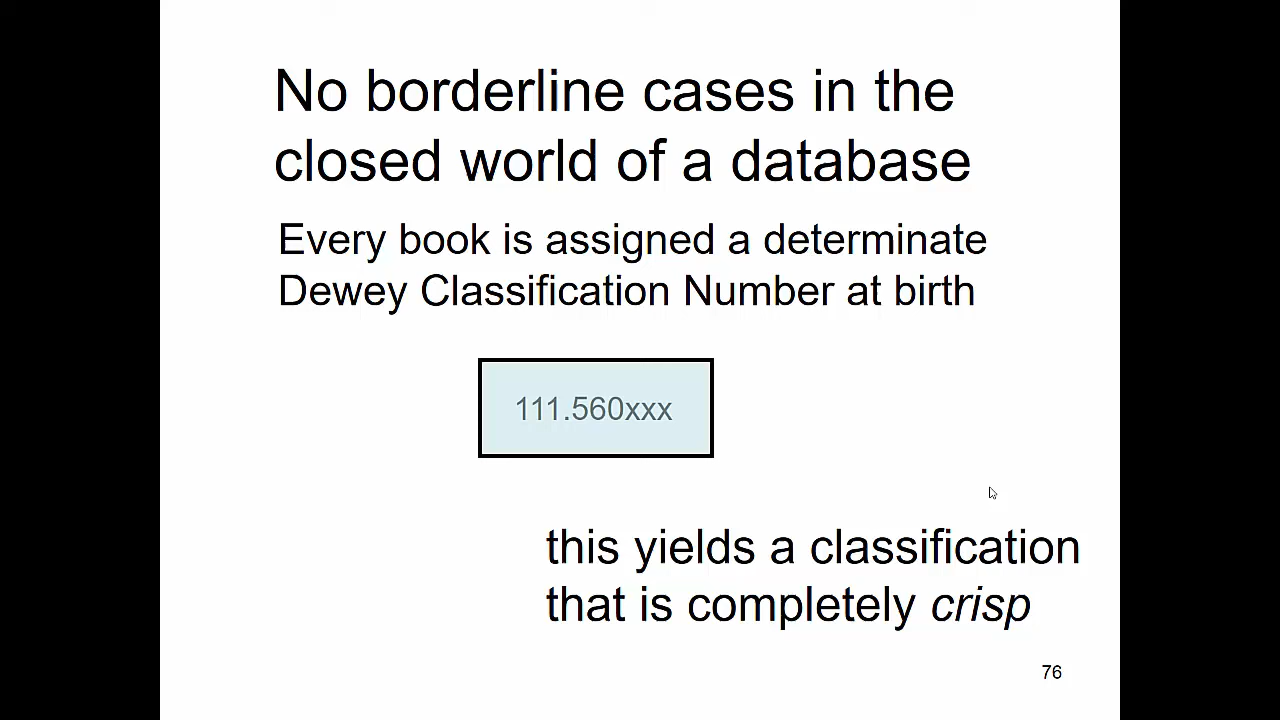 No borderline cases in the
closed world of a database
Every book is assigned a determinate
Dewey Classification Number at birth
111.560xxx
this yields a classification
that is completely crisp
76